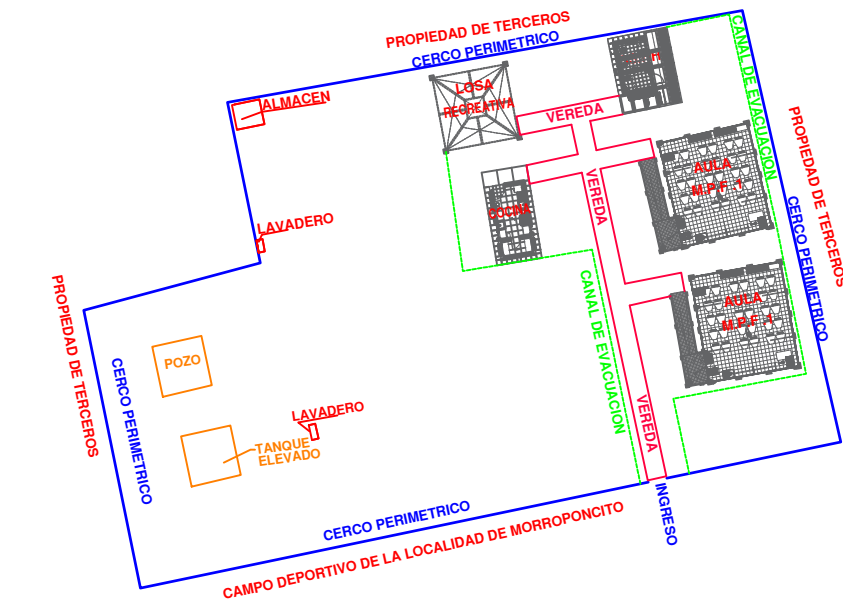 PROPIEDAD DE TERCEROS
CERCO PERIMETRICO
CANAL DE EVACUACION
LOSA
RECREATIVA
ALMACEN
VEREDA
PROPIEDAD DE TERCEROS
AULA
M.P.F.1
VEREDA
COCINA
LAVADERO
CERCO PERIMETRICO
PROPIEDAD DE TERCEROS
CANAL DE EVACUACION
AULA
M.P.F.1
POZO
CERCO PERIMETRICO
LAVADERO
VEREDA
TANQUE
ELEVADO
CERCO PERIMETRICO
INGRESO
CAMPO DEPORTIVO DE LA LOCALIDAD DE MORROPONCITO